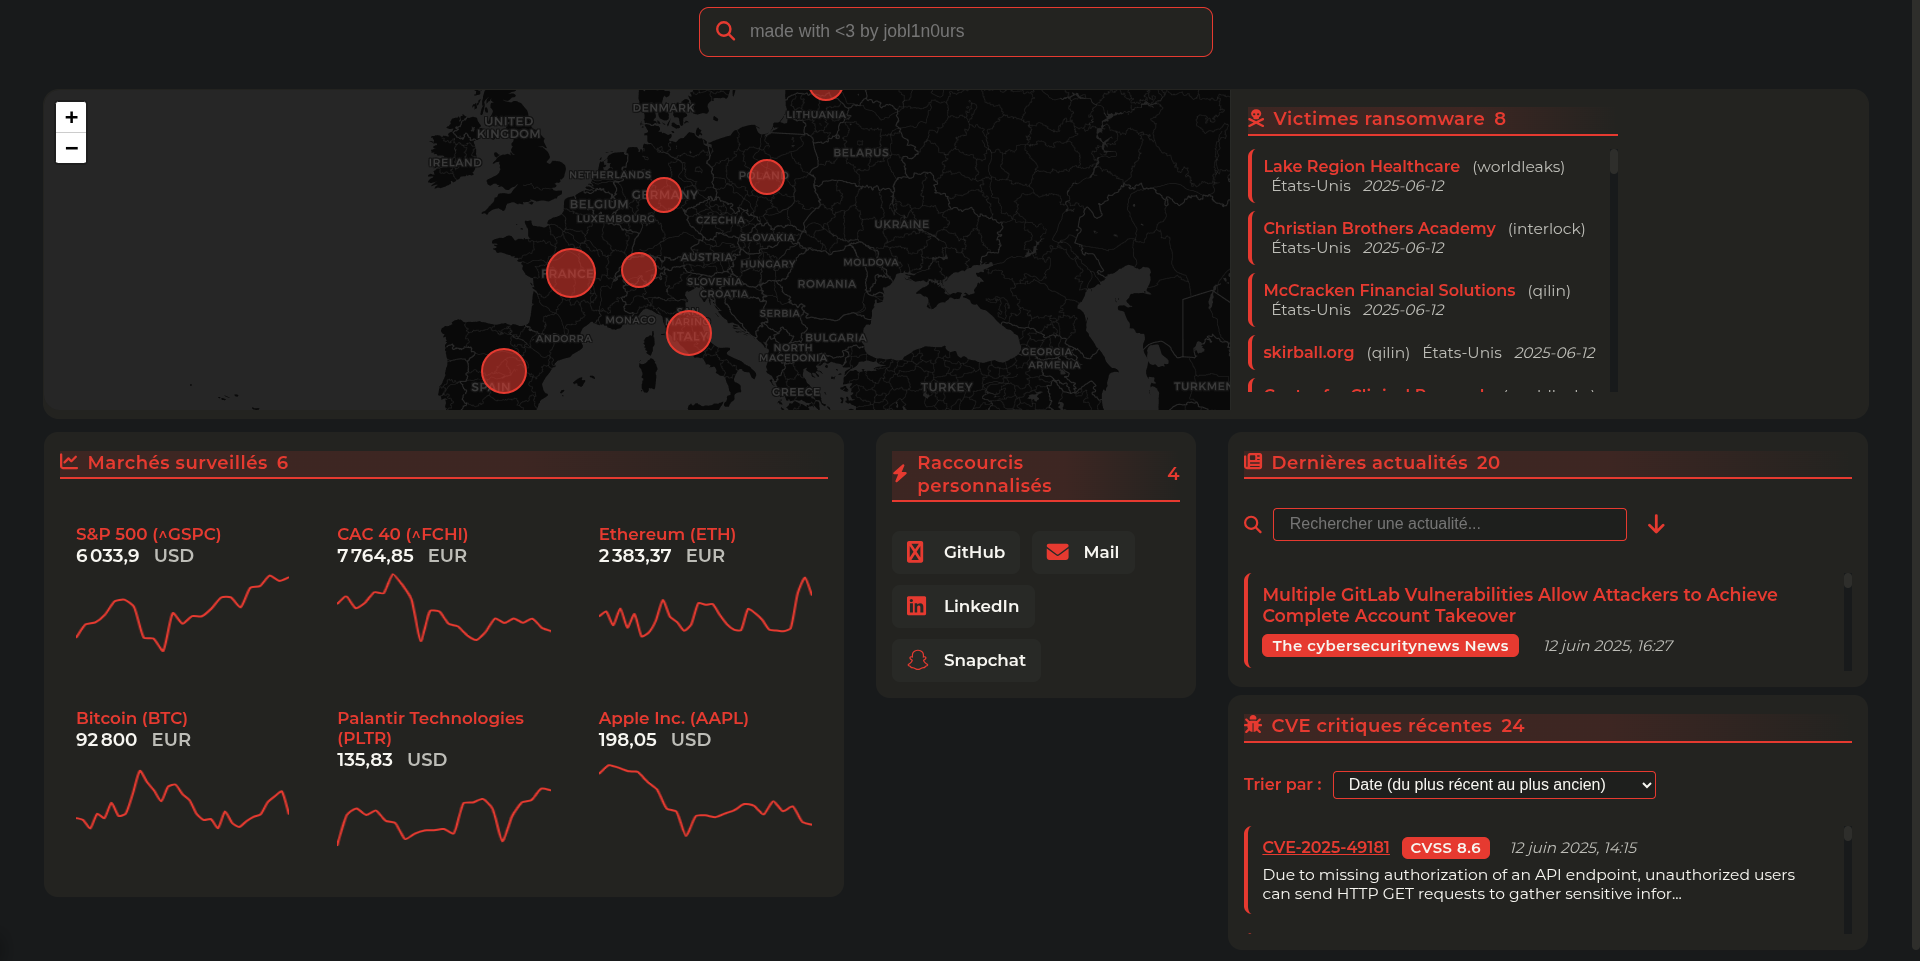 made with <3 by jobl1n0urs
+
−
DENMARK
LITHUANIA
UNITED
KINGDOM
IRELAND
BELARUS
NETHERLANDS
POLAND
GERMANY
BELGIUM
LUXEMBOURG
CZECHIA
UKRAINE
SLOVAKIA
AUSTRIA
HUNGARY
MOLDOVA
FRANCE
SLOVENIA
ROMANIA
CROATIA
SAN
MARINO
MONACO
SERBIA
ITALY
ANDORRA
BULGARIA
NORTH
MACEDONIA
GEORGIA
ARMENIA
SPAIN
GREECE
TURKEY
TURKMEN
Victimes ransomware 8
Lake Region Healthcare (worldleaks)
États-Unis 2025-06-12
Christian Brothers Academy (interlock)
États-Unis 2025-06-12
McCracken Financial Solutions (qilin)
États-Unis 2025-06-12
skirball.org (qilin) États-Unis 2025-06-12
Marchés surveillés 6
S&P 500 (^GSPC)
6 033,9 USD
CAC 40 (^FCHI)
7 764,85 EUR
Ethereum (ETH)
2 383,37 EUR
Bitcoin (BTC)
92 800 EUR
Palantir Technologies
(PLTR)
135,83 USD
Apple Inc. (AAPL)
198,05 USD
Raccourcis
personnalisés 4
GitHub
Mail
LinkedIn
Snapchat
Dernières actualités 20
Rechercher une actualité...
Multiple GitLab Vulnerabilities Allow Attackers to Achieve
Complete Account Takeover
The cybersecuritynews News 12 juin 2025, 16:27
CVE critiques récentes 24
Trier par : Date (du plus récent au plus ancien)
CVE-2025-49181 CVSS 8.6 12 juin 2025, 14:15
Due to missing authorization of an API endpoint, unauthorized users
can send HTTP GET requests to gather sensitive infor...